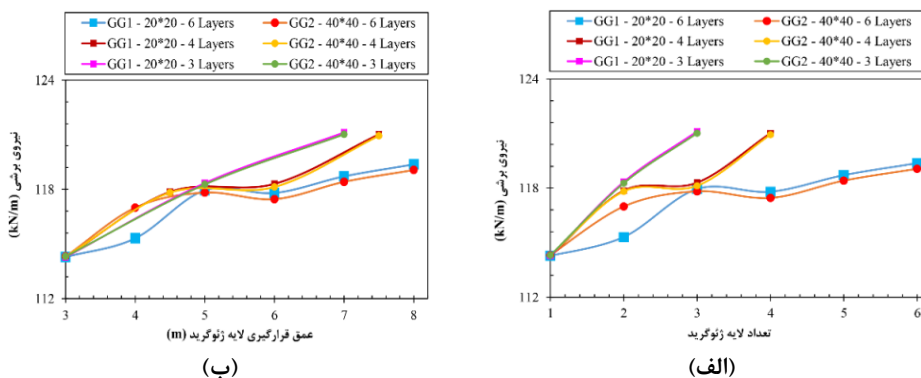 GG1 - 20*20 - 6 Layers
GG2 - 40*40 - 6 Layers
GG1 - 20*20 - 4 Layers
GG2 - 40*40 - 4 Layers
GG1 - 20*20 - 3 Layers
GG2 - 40*40 - 3 Layers
124
118
112
نیروی برشی (kN/m)
3 4 5 6 7 8
عمق قرارگیری لایه ژئوگرید (m)
(ب)
GG1 - 20*20 - 6 Layers
GG2 - 40*40 - 6 Layers
GG1 - 20*20 - 4 Layers
GG2 - 40*40 - 4 Layers
GG1 - 20*20 - 3 Layers
GG2 - 40*40 - 3 Layers
124
118
112
نیروی برشی (kN/m)
1 2 3 4 5 6
تعداد لایه ژئوگرید
(الف)